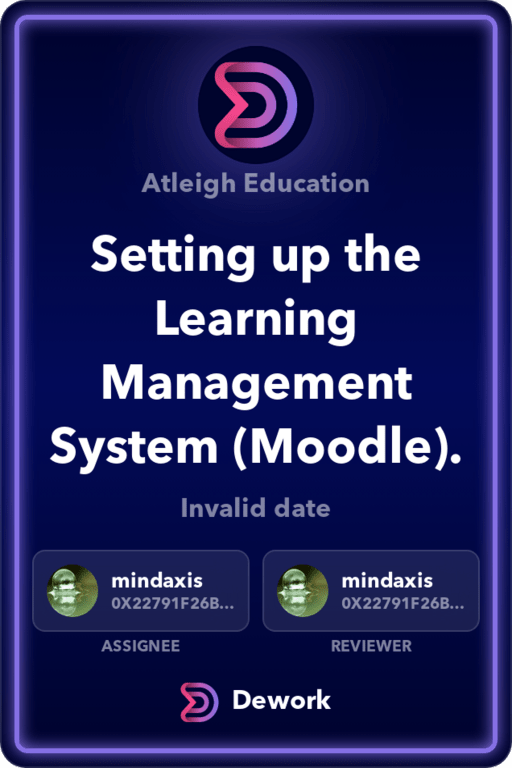 Atleigh Education
Setting up the
Learning
Management
System (Moodle).
Invalid date
mindaxis
0X22791F26B...
ASSIGNEE
mindaxis
0X22791F26B...
REVIEWER
Dework